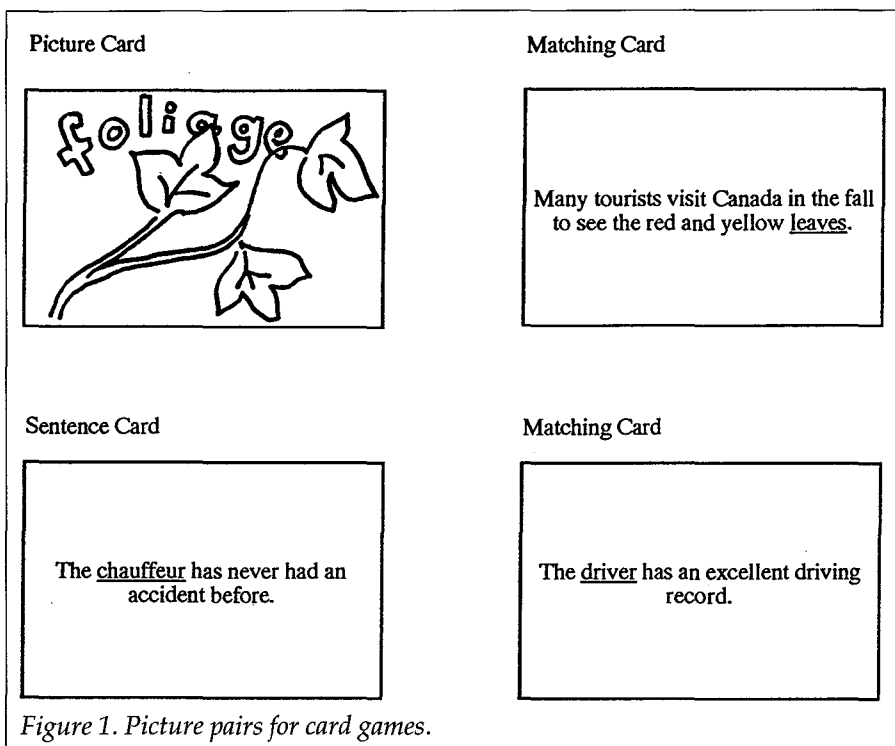 Picture Card
Matching Card
foliage
Many tourists visit Canada in the fall
to see the red and yellow leaves.
Sentence Card
Matching Card
The chauffeur has never had an
accident before.
The driver has an excellent driving
record.
Figure 1. Picture pairs for card games.